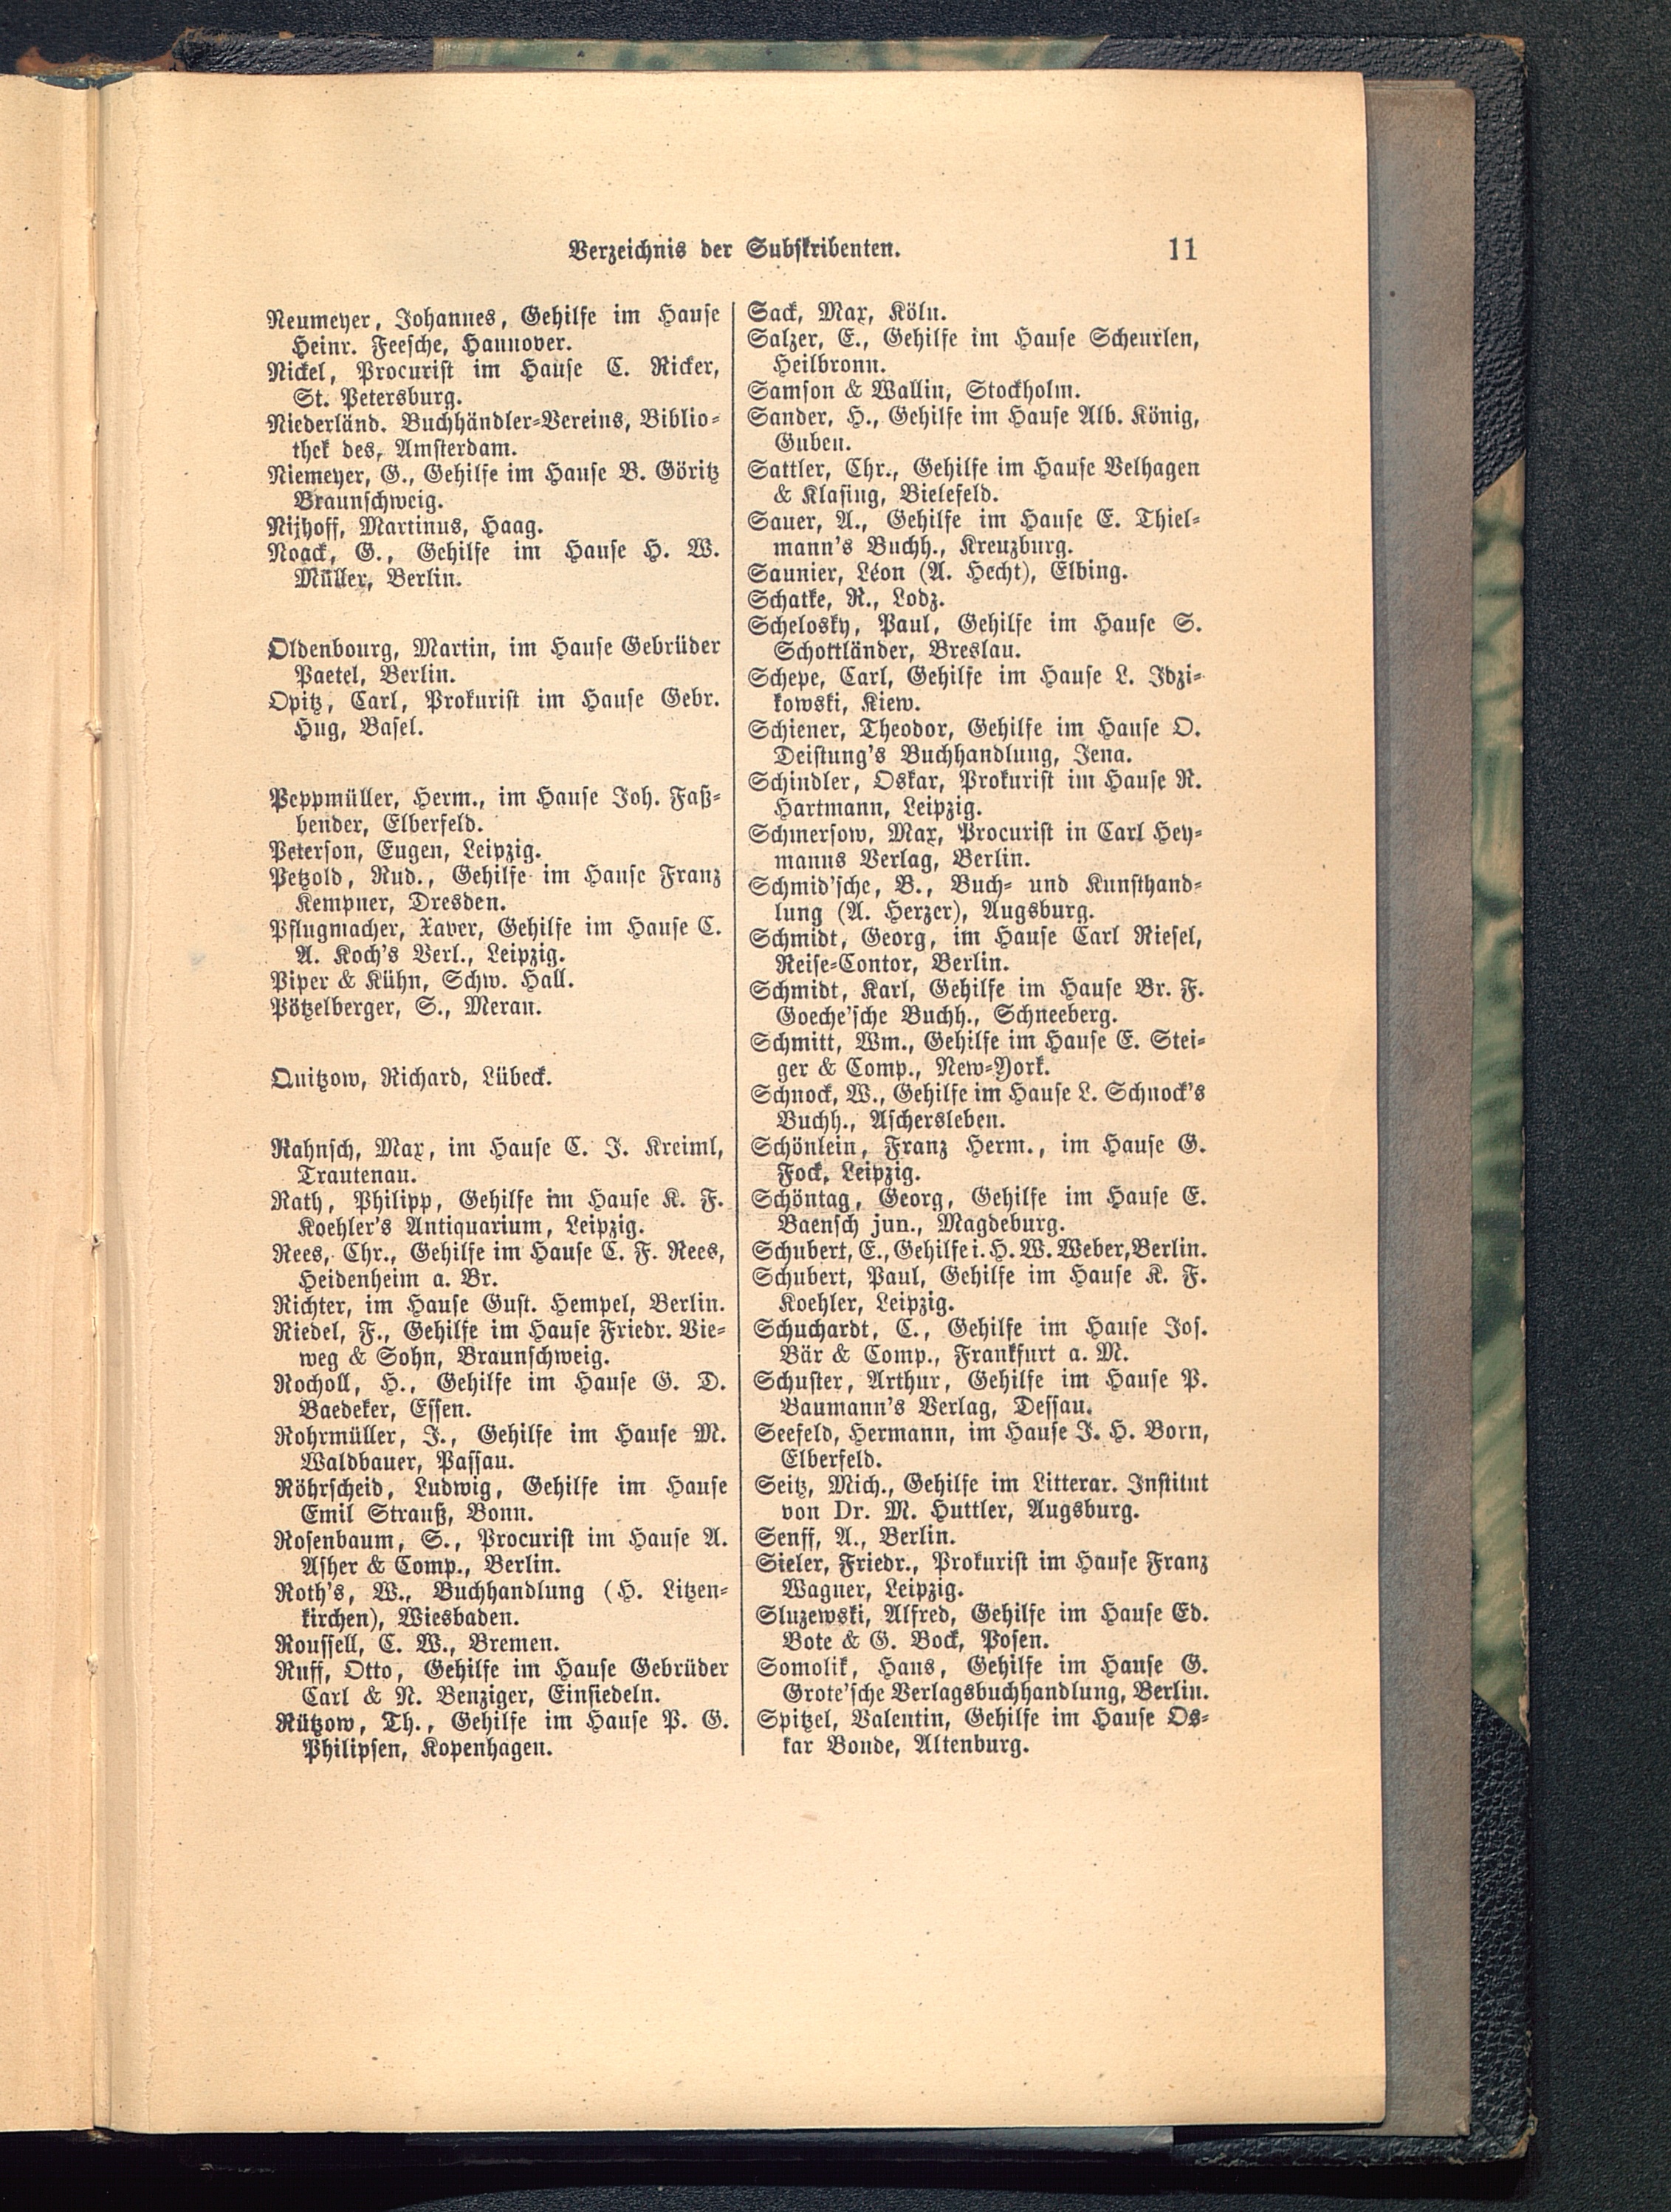 Verzeichnis der Subskribenten. 11
Neumeyer, Johannes, Gehilfe im Hause
Heinr. Feesche, Hannover.
Nickel, Procurist im Hause C. Ricker,
St. Petersburg.
Niederländ. Buchhändler-Vereins, Biblio-
thek des, Amsterdam.
Niemeyer, G., Gehilfe im Hause B. Göritz
Braunschweig.
Nijhoff, Martinus, Haag.
Noack, G., Gehilfe im Hause H. W.
Müller, Berlin.
Oldenbourg, Martin, im Hause Gebrüder
Paetel, Berlin.
Opitz, Carl, Prokurist im Hause Gebr.
Hug, Basel.
Peppmüller, Herm., im Hause Joh. Faß-
bender, Elberfeld.
Peterson, Eugen, Leipzig.
Petzold, Rud., Gehilfe im Hause Franz
Kempner, Dresden.
Pflugmacher, Xaver, Gehilfe im Hause C.
A. Koch's Verl., Leipzig.
Piper & Kühn, Schw. Hall.
Pötzelberger, S., Meran.
Quitzow, Richard, Lübeck.
Rahnsch, Max, im Hause C. J. Kreiml,
Trautenau.
Rath, Philipp, Gehilfe im Hause K. F.
Koehler's Antiquarium, Leipzig.
Rees, Chr., Gehilfe im Hause C. F. Rees,
Heidenheim a. Br.
Richter, im Hause Gust. Hempel, Berlin.
Riedel, F., Gehilfe im Hause Friedr. Vie-
weg & Sohn, Braunschweig.
Rocholl, H., Gehilfe im Hause G. D.
Baedeker, Essen.
Rohrmüller, J., Gehilfe im Hause M.
Waldbauer, Passau.
Röhrscheid, Ludwig, Gehilfe im Hause
Emil Strauß, Bonn.
Rosenbaum, S., Procurist im Hause A.
Asher & Comp., Berlin.
Roth's, W., Buchhandlung (H. Litzen-
kirchen), Wiesbaden.
Roussell, C. W., Bremen.
Ruff, Otto, Gehilfe im Hause Gebrüder
Carl & N. Benziger, Einsiedeln.
Rützow, Th., Gehilfe im Hause P. G.
Philipsen, Kopenhagen.
Sack, Max, Köln.
Salzer, E., Gehilfe im Hause Scheurlen,
Heilbronn.
Samson & Wallin, Stockholm.
Sander, H., Gehilfe im Hause Alb. König,
Guben.
Sattler, Chr., Gehilfe im Hause Velhagen
& Klasing, Bielefeld.
Sauer, A., Gehilfe im Hause E. Thiel-
mann's Buchh., Kreuzburg.
Saunier, Léon (A. Hecht), Elbing.
Schatke, R., Lodz.
Schelosky, Paul, Gehilfe im Hause S.
Schottländer, Breslau.
Schepe, Carl, Gehilfe im Hause L. Idzi-
kowski, Kiew.
Schiener, Theodor, Gehilfe im Hause O.
Deistung's Buchhandlung, Jena.
Schindler, Oskar, Prokurist im Hause R.
Hartmann, Leipzig.
Schmersow, Max, Procurist in Carl Hey-
manns Verlag, Berlin.
Schmid'sche, B., Buch- und Kunsthand-
lung (A. Herzer), Augsburg.
Schmidt, Georg, im Hause Carl Riesel,
Reise-Contor, Berlin.
Schmidt, Karl, Gehilfe im Hause Br. F.
Goeche'sche Buchh., Schneeberg.
Schmitt, Wm., Gehilfe im Hause E. Stei-
ger & Comp., New-York.
Schnock, W., Gehilfe im Hause L. Schnock's
Buchh., Aschersleben.
Schönlein, Franz Herm., im Hause G.
Fock, Leipzig.
Schöntag, Georg, Gehilfe im Hause E.
Baensch jun., Magdeburg.
Schubert, E., Gehilfe i. H. W. Weber, Berlin.
Schubert, Paul, Gehilfe im Hause K. F.
Koehler, Leipzig.
Schuchardt, C., Gehilfe im Hause Jos.
Bär & Comp., Frankfurt a. M.
Schuster, Arthur, Gehilfe im Hause P.
Baumann's Verlag, Dessau.
Seefeld, Hermann, im Hause J. H. Born,
Elberfeld.
Seitz, Mich., Gehilfe im Litterar. Institut
von Dr. M. Huttler, Augsburg.
Senff, A., Berlin.
Sieler, Friedr., Prokurist im Hause Franz
Wagner, Leipzig.
Sluzewski, Alfred, Gehilfe im Hause Ed.
Bote & G. Bock, Posen.
Somolik, Hans, Gehilfe im Hause G.
Grote'sche Verlagsbuchhandlung, Berlin.
Spitzel, Valentin, Gehilfe im Hause Os-
kar Bonde, Altenburg.